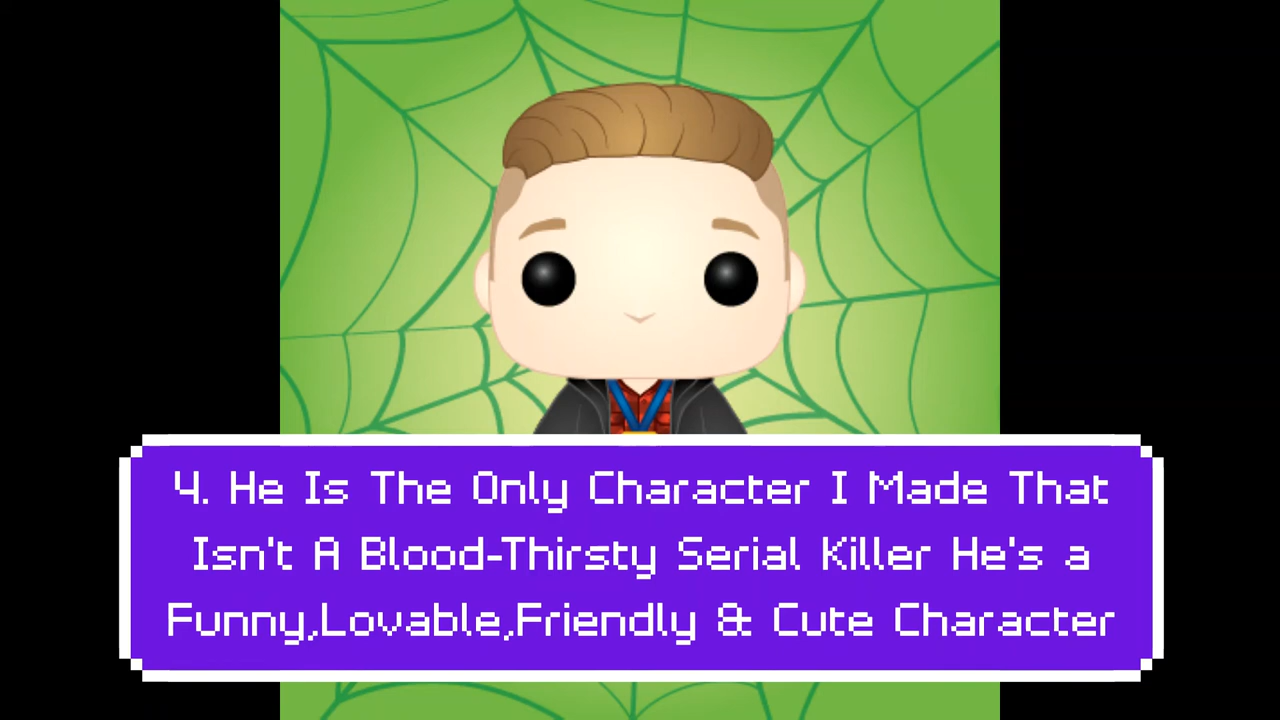 4. He Is The Only Character I Made That
Isn't A Blood-Thirsty Serial Killer He's a
Funny,Lovable,Friendly & Cute Character